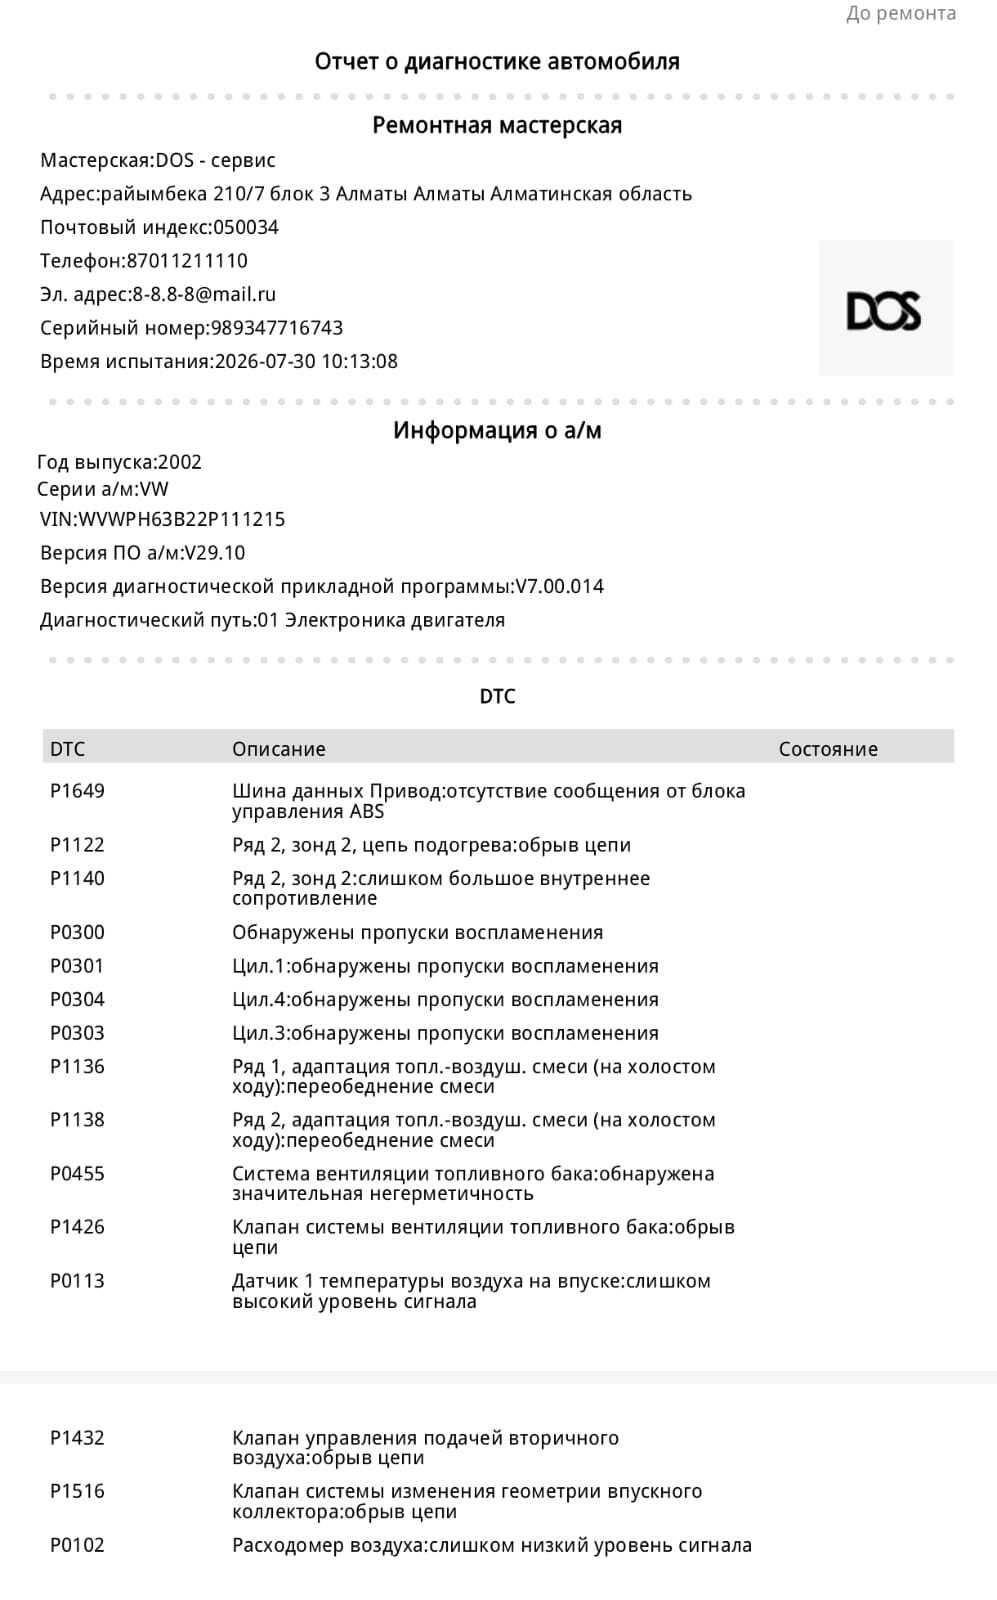 До ремонта
Отчет о диагностике автомобиля
Ремонтная мастерская
Мастерская:DOS - сервис
Адрес:райымбека 210/7 блок 3 Алматы Алматы Алматинская область
Почтовый индекс:050034
Телефон:87011211110
Эл. адрес:8-8.8-8@mail.ru
Серийный номер:989347716743
Время испытания:2026-07-30 10:13:08
DOS
Информация о а/м
Год выпуска:2002
Серии а/м:VW
VIN:WVWPH63B22P111215
Версия ПО а/м:V29.10
Версия диагностической прикладной программы:V7.00.014
Диагностический путь:01 Электроника двигателя
DTC
DTC Описание Состояние
P1649 Шина данных Привод:отсутствие сообщения от блока
управления ABS
P1122 Ряд 2, зонд 2, цепь подогрева:обрыв цепи
P1140 Ряд 2, зонд 2:слишком большое внутреннее
сопротивление
P0300 Обнаружены пропуски воспламенения
P0301 Цил.1:обнаружены пропуски воспламенения
P0304 Цил.4:обнаружены пропуски воспламенения
P0303 Цил.3:обнаружены пропуски воспламенения
P1136 Ряд 1, адаптация топл.-воздуш. смеси (на холостом
ходу):переобеднение смеси
P1138 Ряд 2, адаптация топл.-воздуш. смеси (на холостом
ходу):переобеднение смеси
P0455 Система вентиляции топливного бака:обнаружена
значительная негерметичность
P1426 Клапан системы вентиляции топливного бака:обрыв
цепи
P0113 Датчик 1 температуры воздуха на впуске:слишком
высокий уровень сигнала
P1432 Клапан управления подачей вторичного
воздуха:обрыв цепи
P1516 Клапан системы изменения геометрии впускного
коллектора:обрыв цепи
P0102 Расходомер воздуха:слишком низкий уровень сигнала